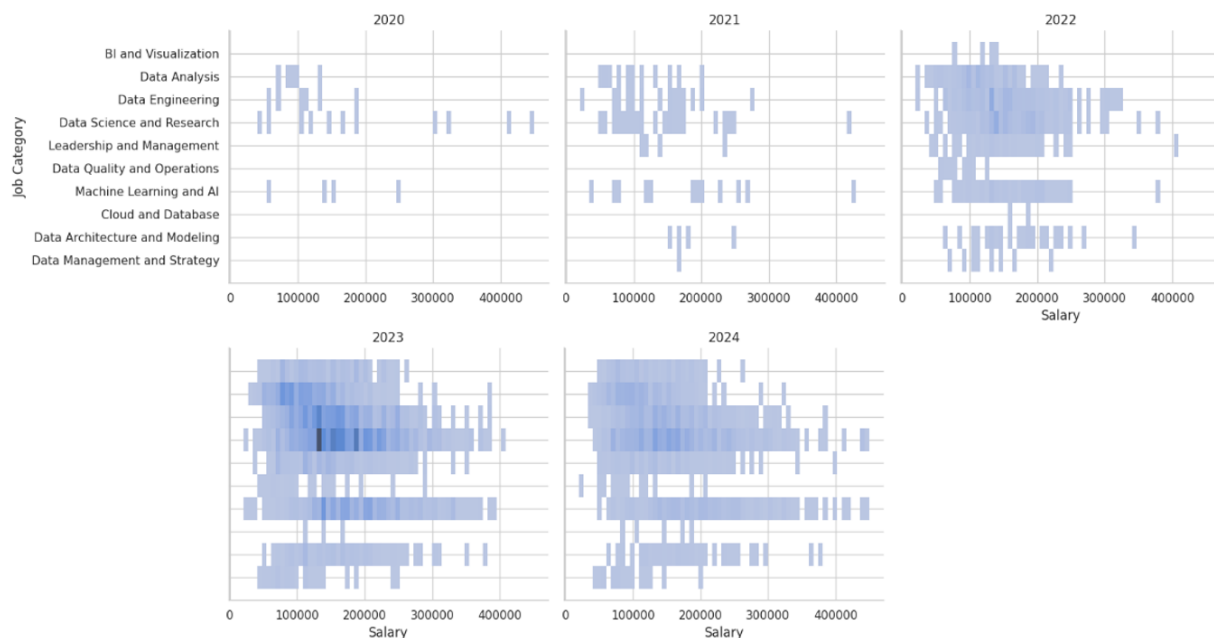 2020
2021
2022
Job Category
BI and Visualization
Data Analysis
Data Engineering
Data Science and Research
Leadership and Management
Data Quality and Operations
Machine Learning and AI
Cloud and Database
Data Architecture and Modeling
Data Management and Strategy
0 100000 200000 300000 400000
0 100000 200000 300000 400000
0 100000 200000 300000 400000
Salary
2023
2024
0 100000 200000 300000 400000
0 100000 200000 300000 400000
Salary
Salary